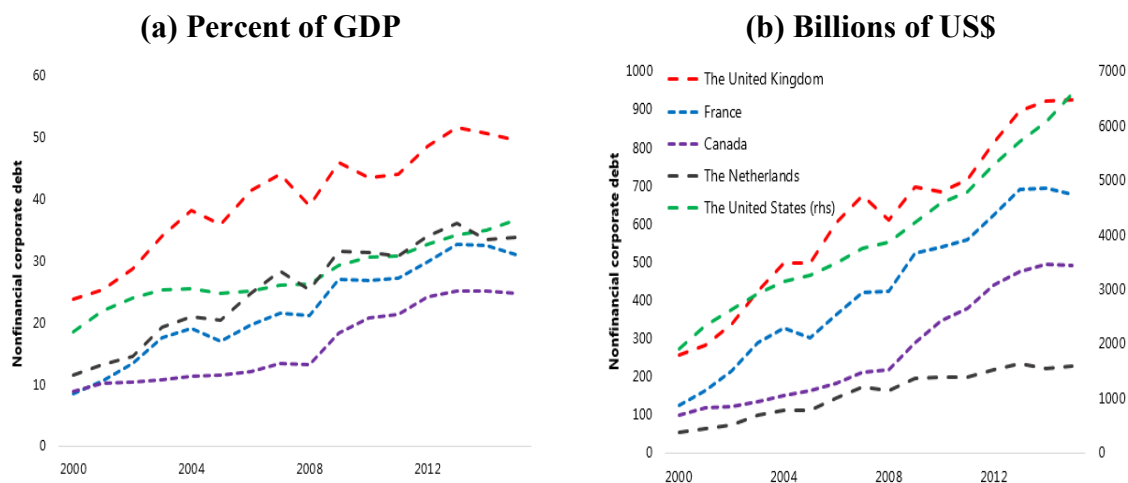 (a) Percent of GDP
Nonfinancial corporate debt
60
50
40
30
20
10
0
2000 2004 2008 2012
(b) Billions of US$
Nonfinancial corporate debt
1000
900
800
700
600
500
400
300
200
100
0
The United Kingdom
France
Canada
The Netherlands
The United States (rhs)
7000
6000
5000
4000
3000
2000
1000
0
2000 2004 2008 2012